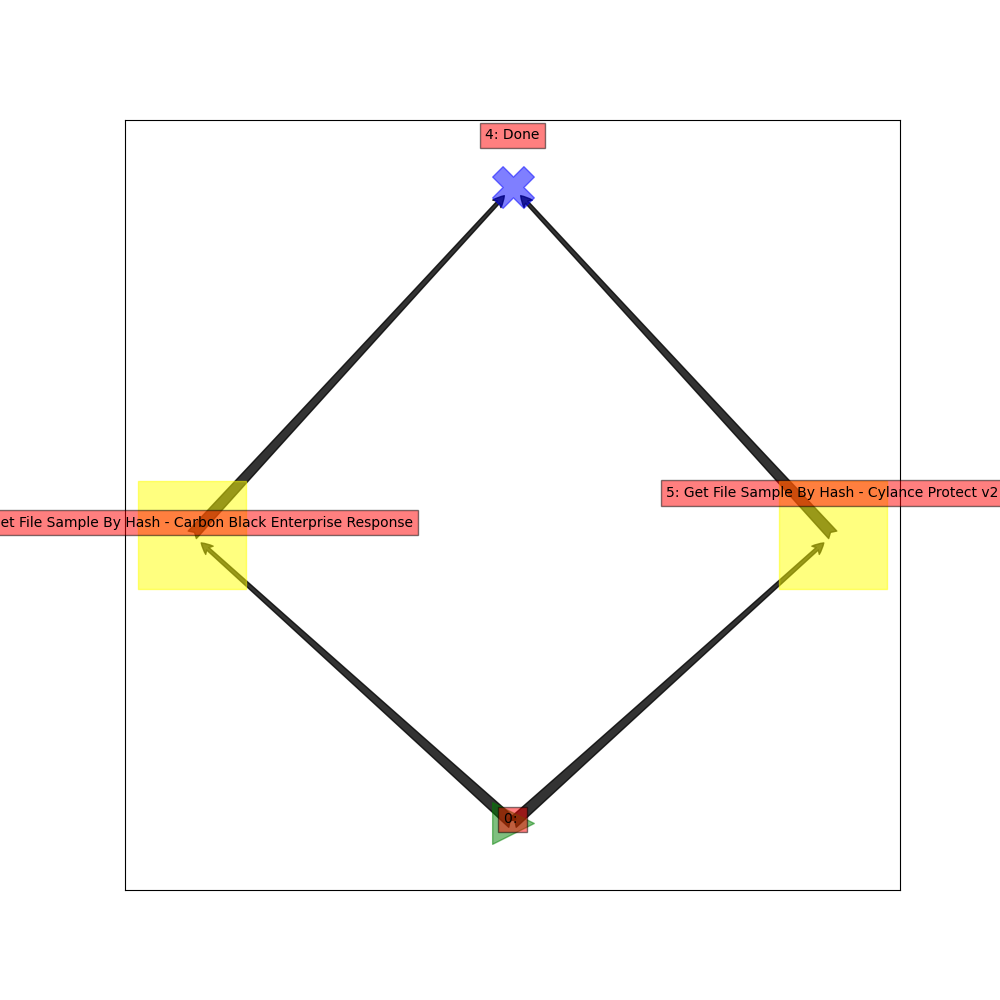 4: Done
5: Get File Sample By Hash - Cylance Protect v2
et File Sample By Hash - Carbon Black Enterprise Response
0: